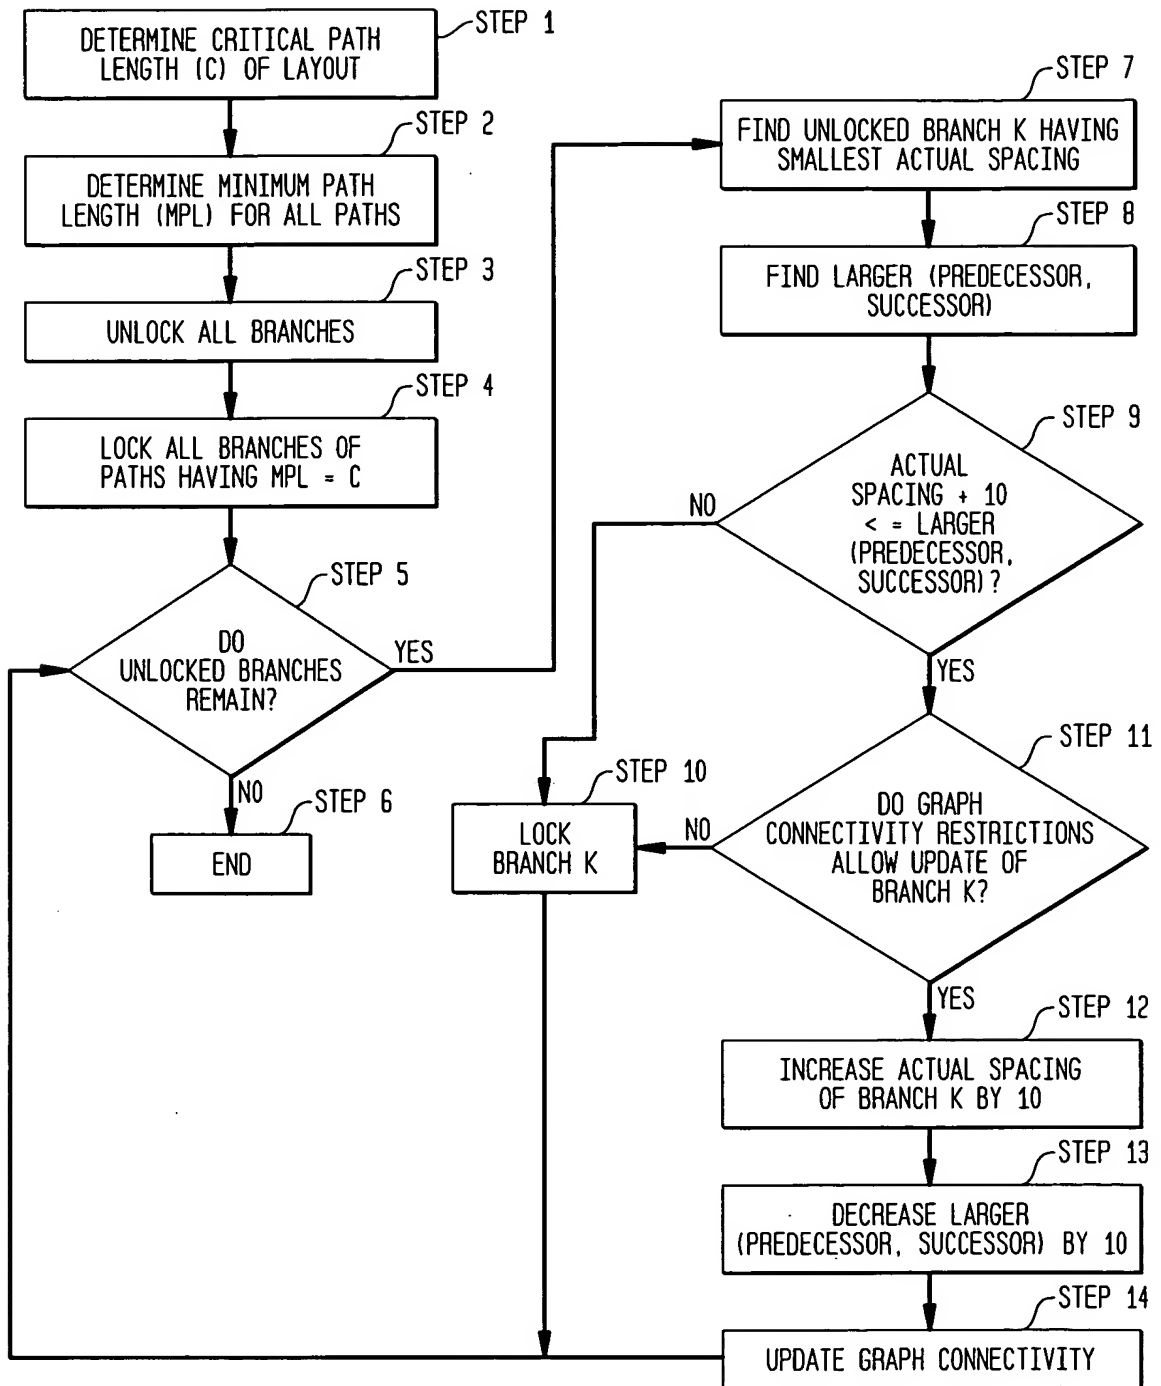 STEP 1
DETERMINE CRITICAL PATH
LENGTH (C) OF LAYOUT
STEP 2
DETERMINE MINIMUM PATH
LENGTH (MPL) FOR ALL PATHS
STEP 3
UNLOCK ALL BRANCHES
STEP 4
LOCK ALL BRANCHES OF
PATHS HAVING MPL = C
STEP 5
DO
UNLOCKED BRANCHES
REMAIN?
YES
NO
STEP 6
END
STEP 7
FIND UNLOCKED BRANCH K HAVING
SMALLEST ACTUAL SPACING
STEP 8
FIND LARGER (PREDECESSOR,
SUCCESSOR)
STEP 9
ACTUAL
SPACING + 10
< = LARGER
(PREDECESSOR,
SUCCESSOR)?
NO
YES
STEP 10
LOCK
BRANCH K
STEP 11
DO GRAPH
CONNECTIVITY RESTRICTIONS
ALLOW UPDATE OF
BRANCH K?
NO
YES
STEP 12
INCREASE ACTUAL SPACING
OF BRANCH K BY 10
STEP 13
DECREASE LARGER
(PREDECESSOR, SUCCESSOR) BY 10
STEP 14
UPDATE GRAPH CONNECTIVITY